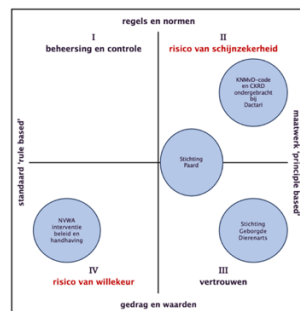 regels en normen
I
beheersing en controle
II
risico van schijnzekerheid
KNMvD-code
en CKRD
ondergebracht
bij
Dactari
standaard 'rule based'
maatwerk 'principle based'
Stichting
Paard
NVWA
interventie
beleid en
handhaving
Stichting
Geborgde
Dierenarts
IV
risico van willekeur
III
vertrouwen
gedrag en waarden